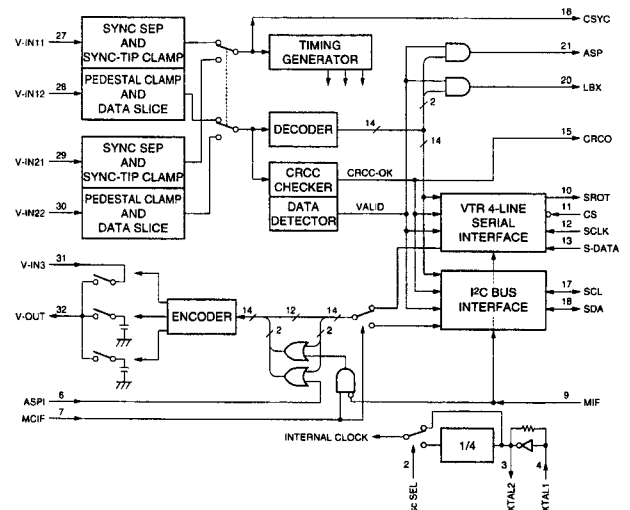 V-IN11 27
SYNC SEP
AND
SYNC-TIP CLAMP
V-IN12 28
PEDESTAL CLAMP
AND
DATA SLICE
V-IN21 29
SYNC SEP
AND
SYNC-TIP CLAMP
V-IN22 30
PEDESTAL CLAMP
AND
DATA SLICE
TIMING
GENERATOR
DECODER
14
2
14
CRCC
CHECKER
CRCC-OK
DATA
DETECTOR
VALID
18 CSYC
21 ASP
20 LBX
15 CRCO
VTR 4-LINE
SERIAL
INTERFACE
10 SROT
11 CS
12 SCLK
13 S-DATA
I²C BUS
INTERFACE
17 SCL
18 SDA
V-IN3 31
V-OUT 32
ENCODER
14
12
14
2
2
ASPI 6
MCIF 7
9 MIF
INTERNAL CLOCK
1/4
2
3
4
XTAL2
XTAL1